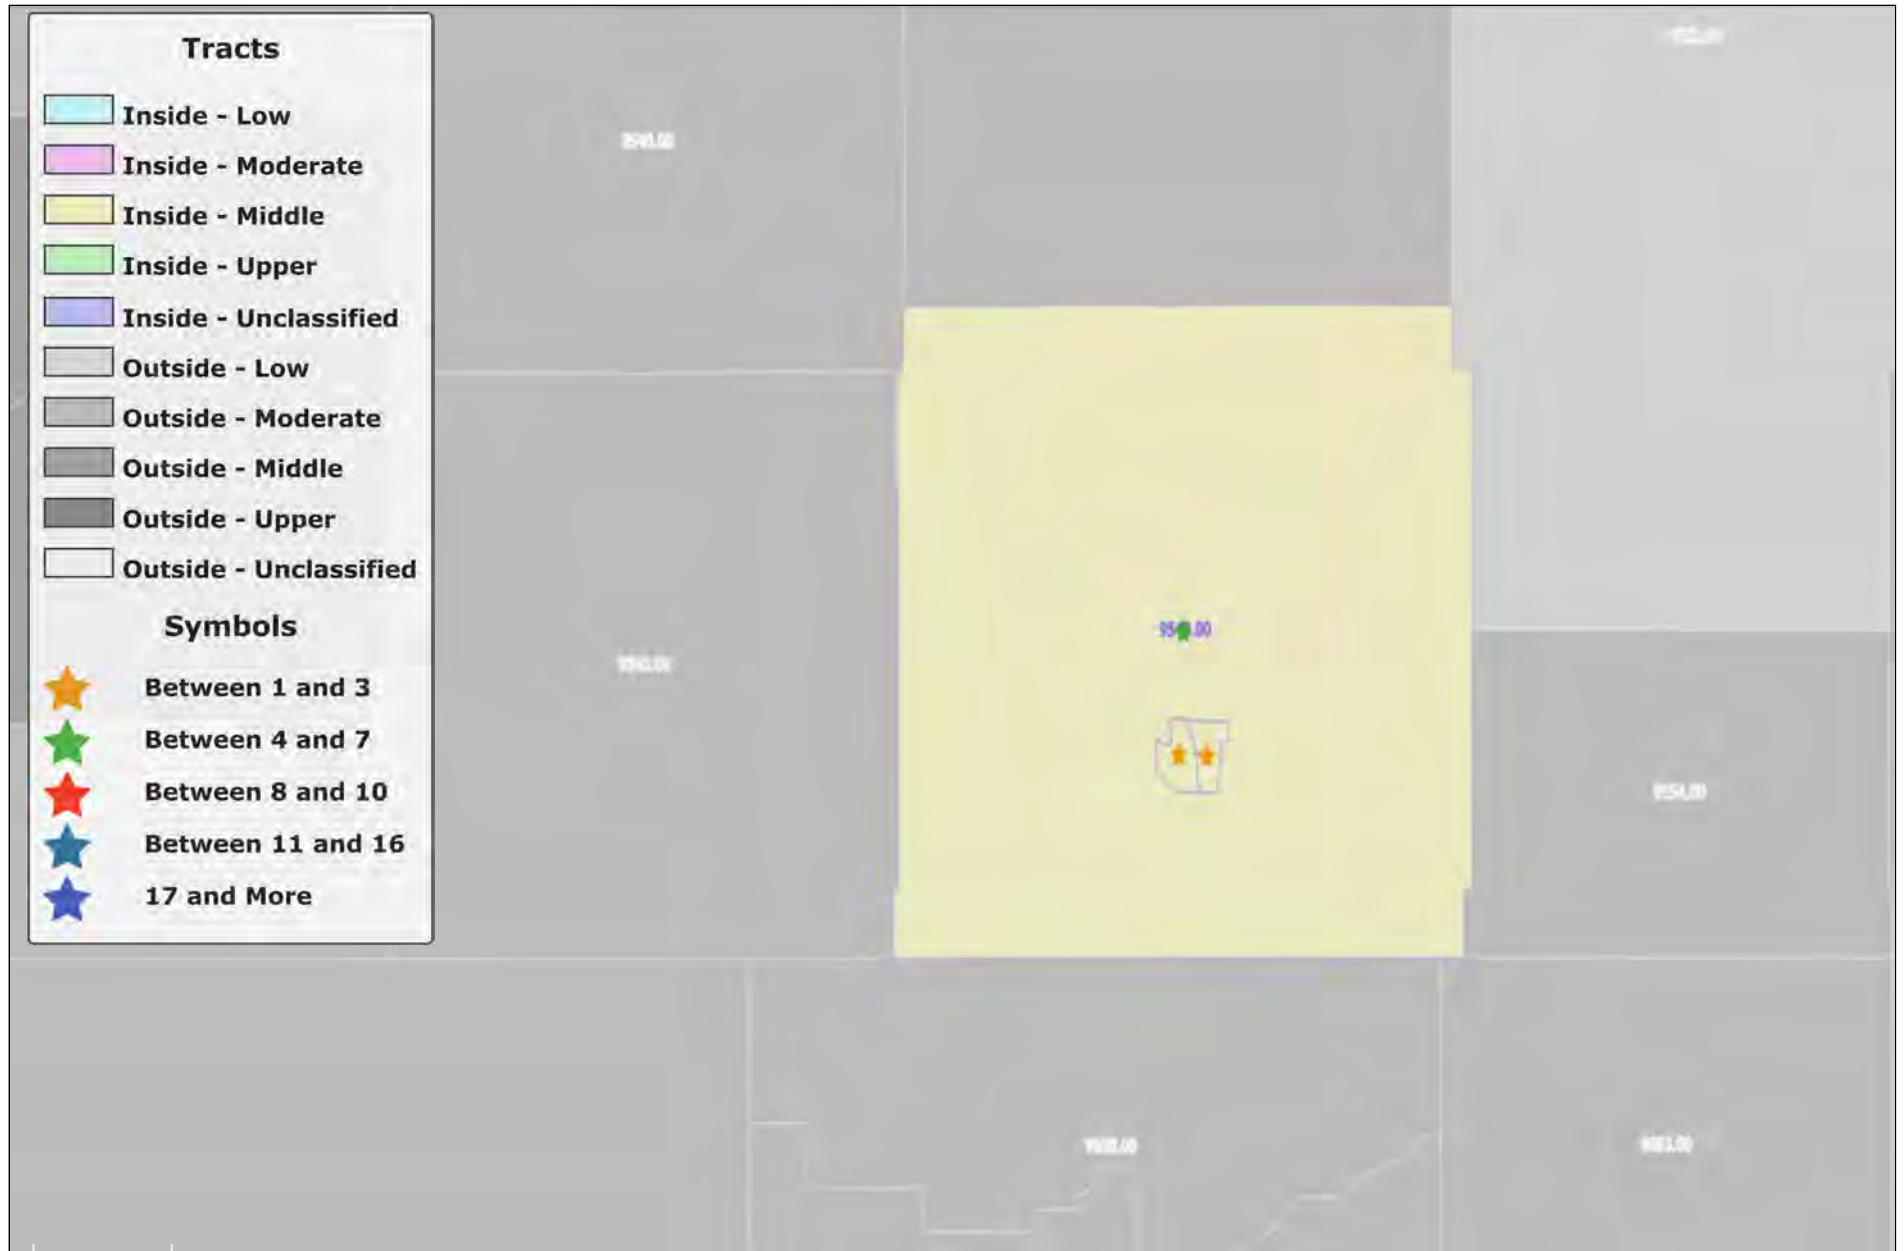 Tracts
Inside - Low
Inside - Moderate
Inside - Middle
Inside - Upper
Inside - Unclassified
Outside - Low
Outside - Moderate
Outside - Middle
Outside - Upper
Outside - Unclassified
Symbols
Between 1 and 3
Between 4 and 7
Between 8 and 10
Between 11 and 16
17 and More